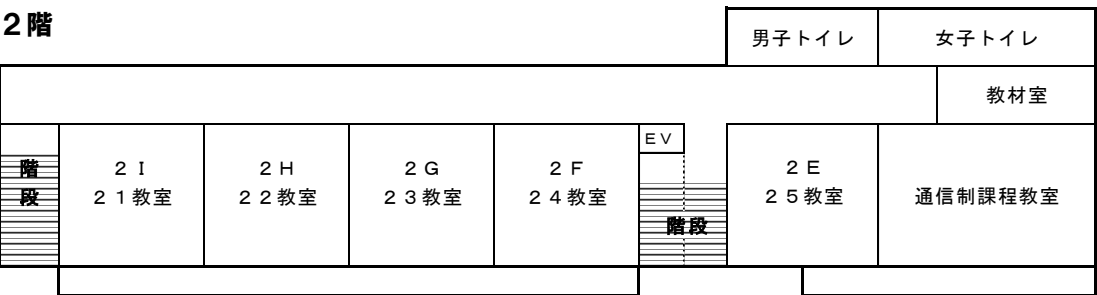 ２階
男子トイレ
女子トイレ
教材室
階
段
２Ｉ
２１教室
２Ｈ
２２教室
２Ｇ
２３教室
２Ｆ
２４教室
ＥＶ
階段
２Ｅ
２５教室
通信制課程教室